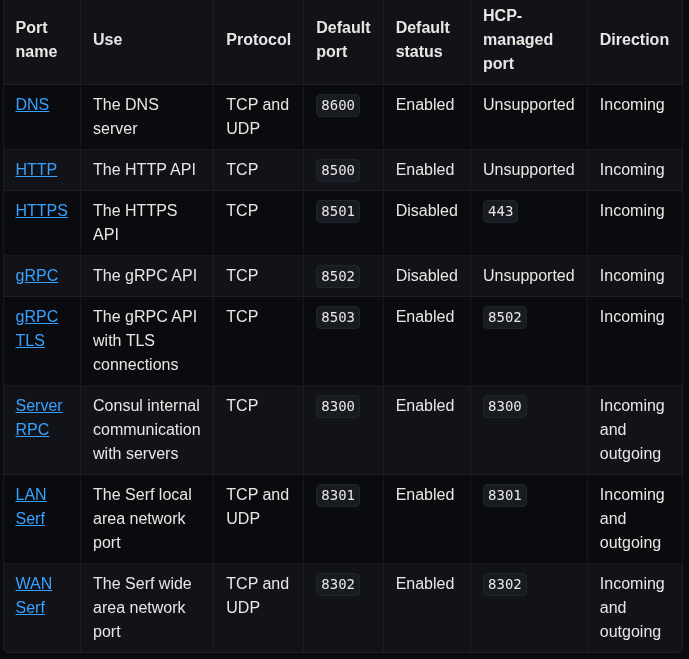 Port name | Use | Protocol | Default port | Default status | HCP-managed port | Direction
DNS | The DNS server | TCP and UDP | 8600 | Enabled | Unsupported | Incoming
HTTP | The HTTP API | TCP | 8500 | Enabled | Unsupported | Incoming
HTTPS | The HTTPS API | TCP | 8501 | Disabled | 443 | Incoming
gRPC | The gRPC API | TCP | 8502 | Disabled | Unsupported | Incoming
gRPC TLS | The gRPC API with TLS connections | TCP | 8503 | Enabled | 8502 | Incoming
Server RPC | Consul internal communication with servers | TCP | 8300 | Enabled | 8300 | Incoming and outgoing
LAN Serf | The Serf local area network port | TCP and UDP | 8301 | Enabled | 8301 | Incoming and outgoing
WAN Serf | The Serf wide area network port | TCP and UDP | 8302 | Enabled | 8302 | Incoming and outgoing